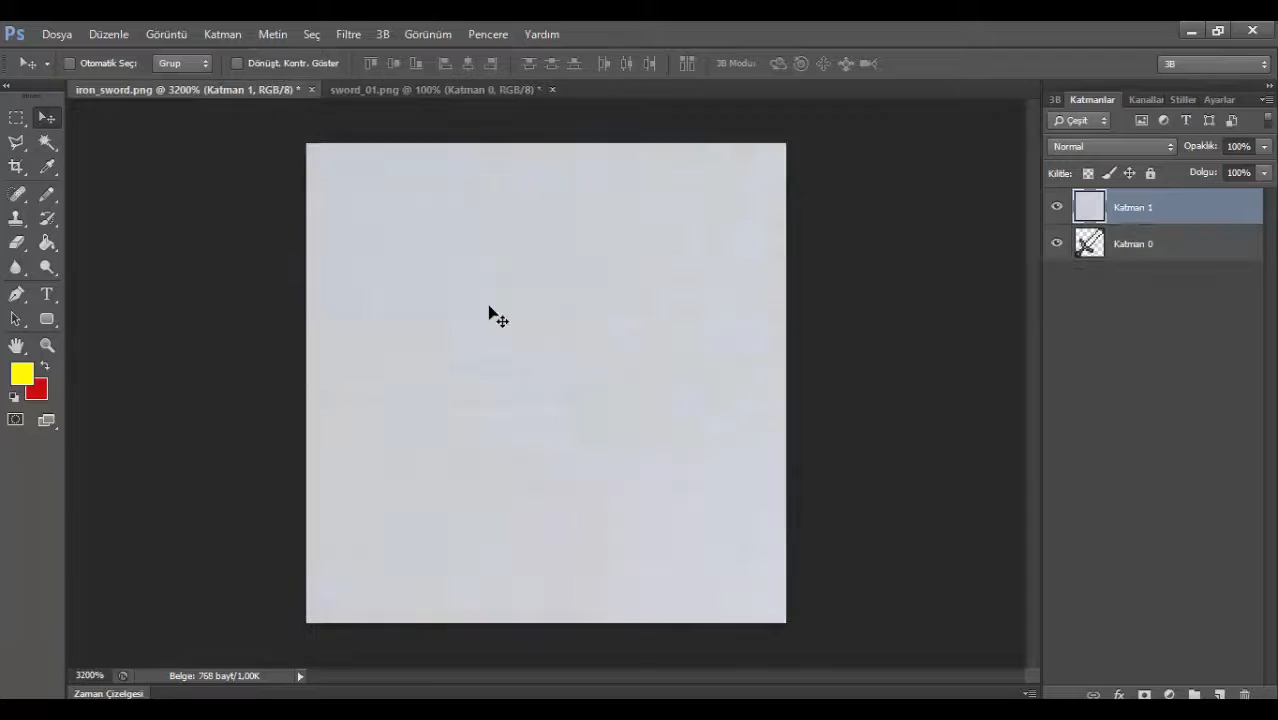 Ps Dosya Düzenle Görüntü Katman Metin Seç Filtre 3B Görünüm Pencere Yardım
Otomatik Seç: Grup Dönüşt. Kontr. Göster 3B Modu: 3B
iron_sword.png @ 3200% (Katman 1, RGB/8) * × sword_01.png @ 100% (Katman 0, RGB/8) * ×
3B Katmanlar Kanallar Stiller Ayarlar
Çeşit
Normal Opaklık: 100%
Kilitle: Dolgu: 100%
Katman 1
Katman 0
3200% Belge: 768 bayt/1,00K
Zaman Çizelgesi